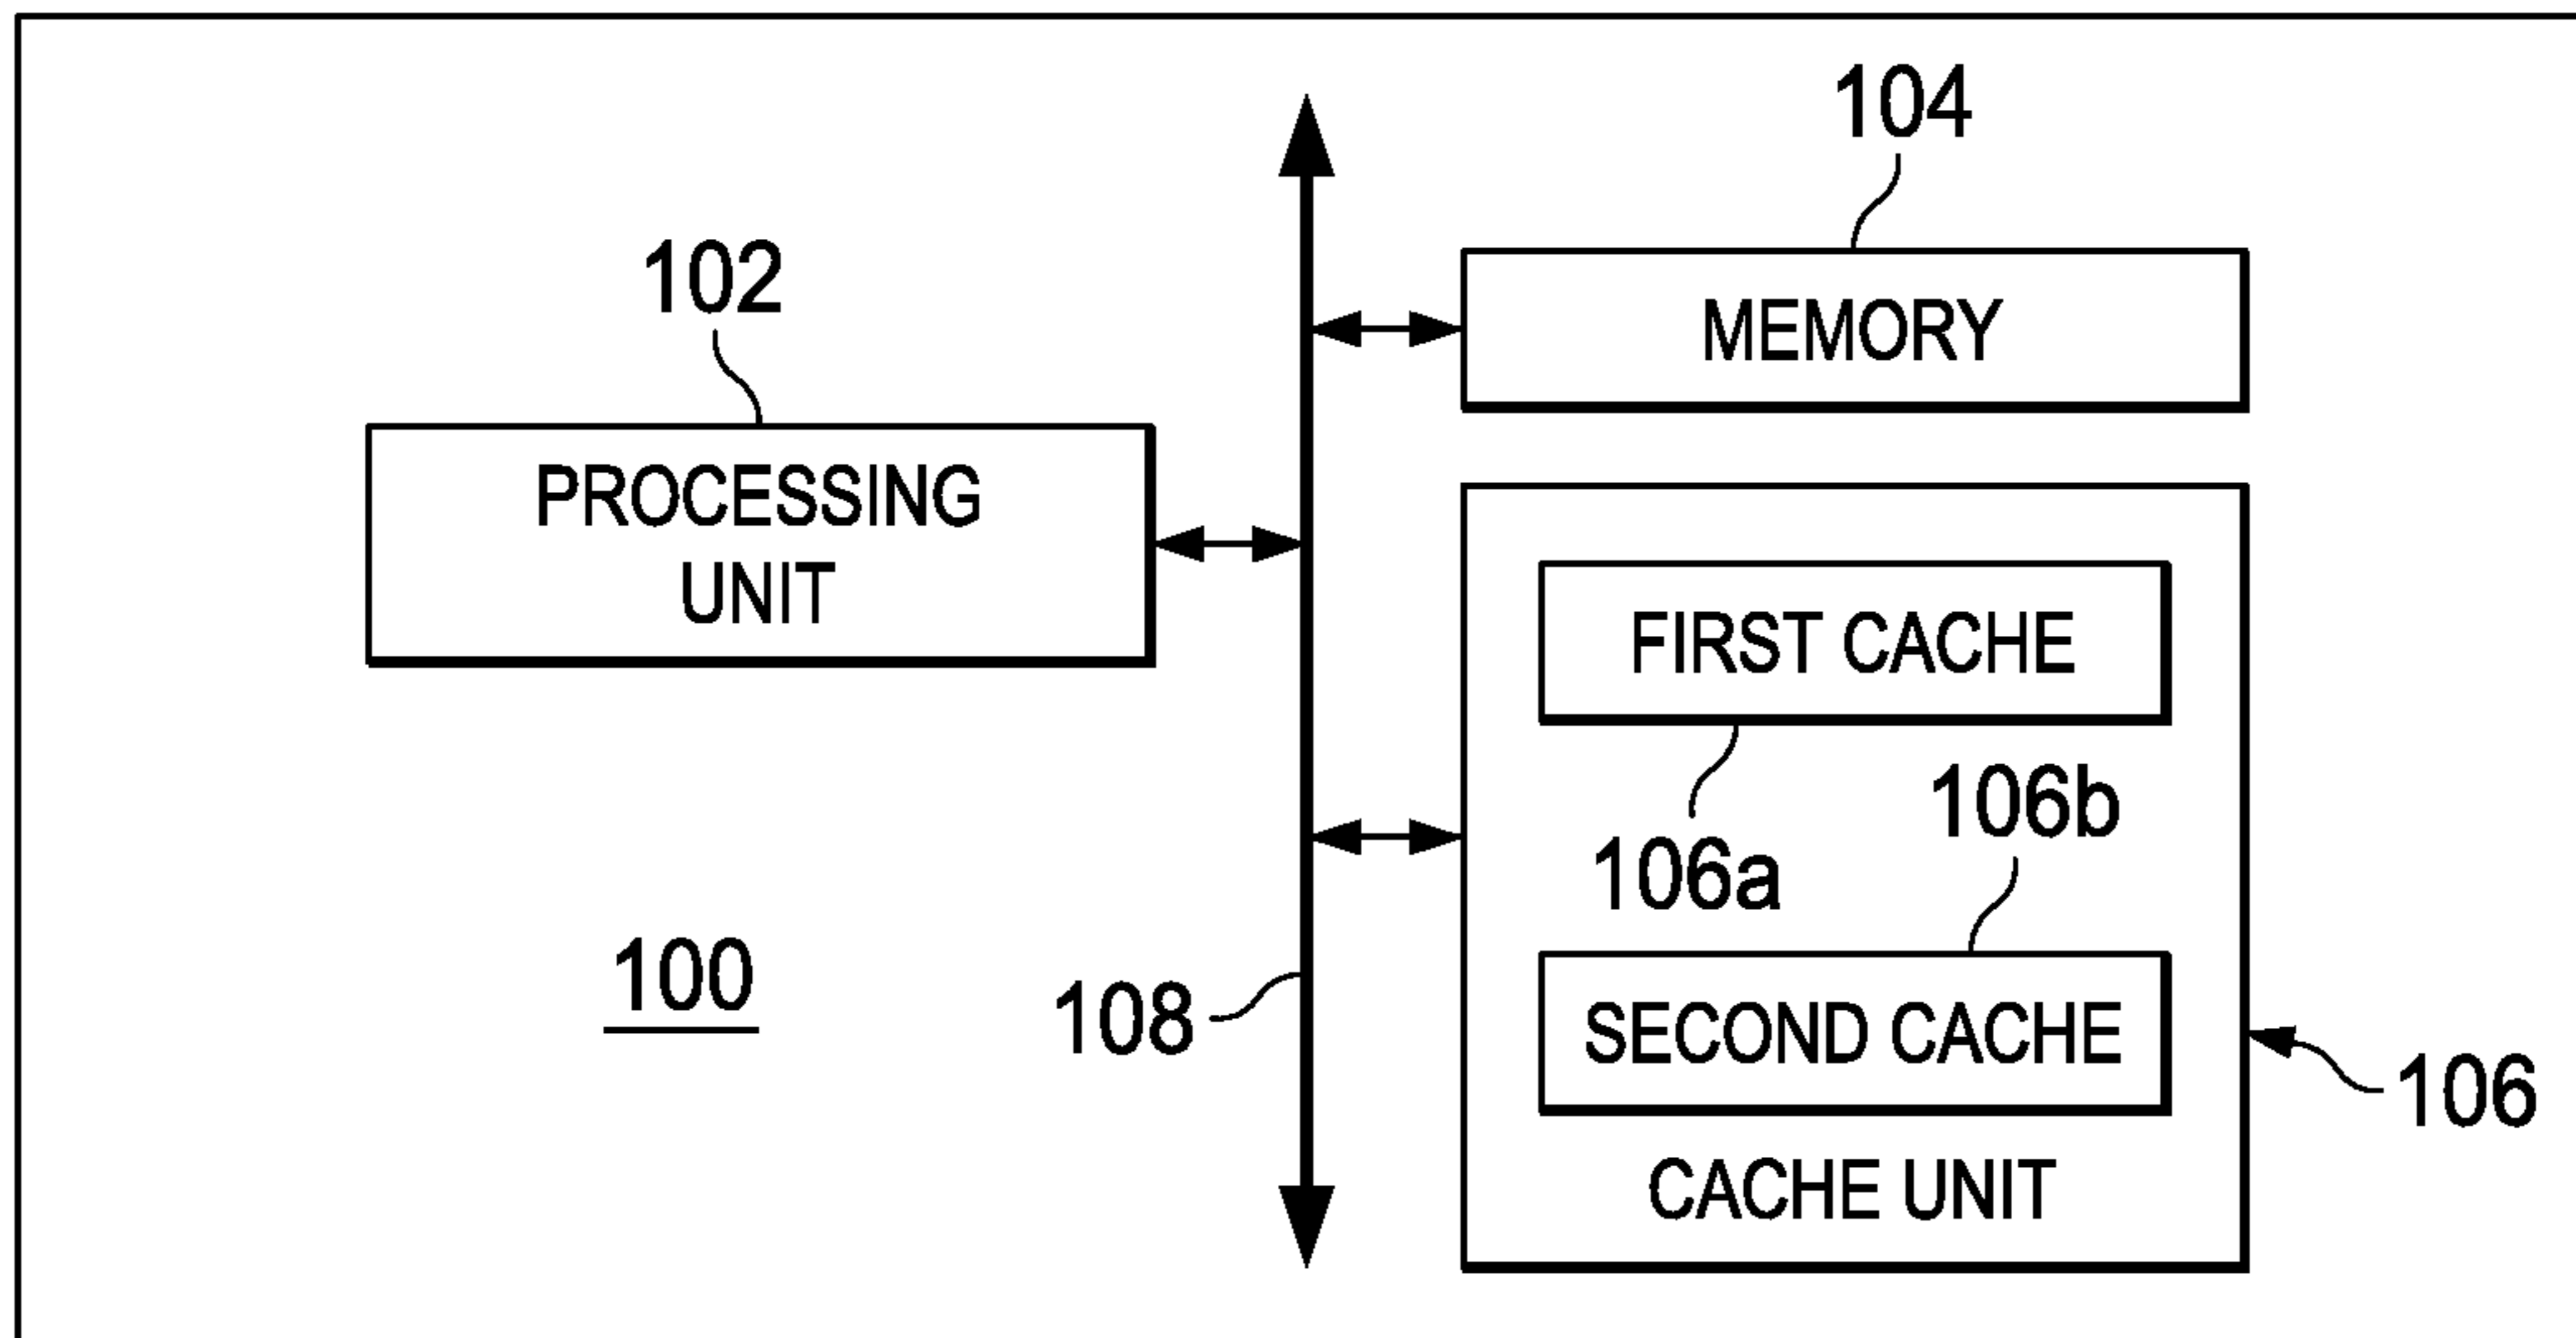 104
102
MEMORY
PROCESSING
UNIT
FIRST CACHE
106b
106a
100
108
SECOND CACHE
106
CACHE UNIT